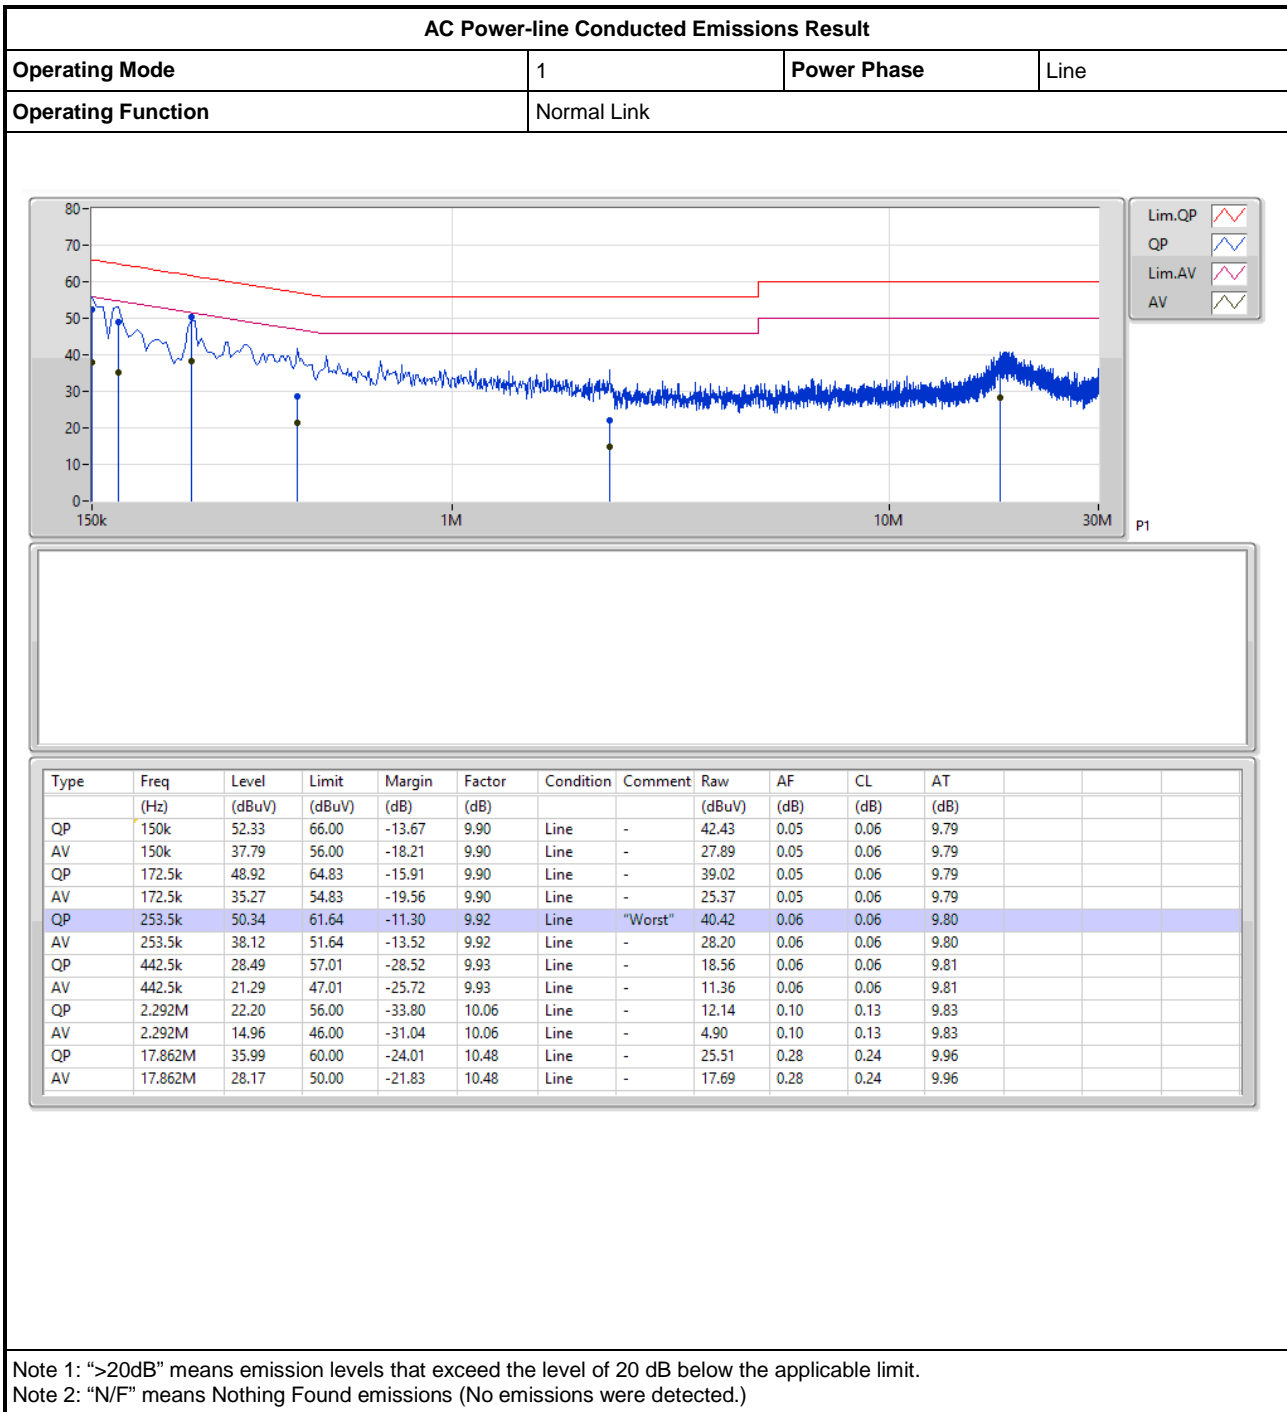 AC Power-line Conducted Emissions Result
Operating Mode 1 Power Phase Line
Operating Function Normal Link
80
70
60
50
40
30
20
10
0
150k 1M 10M 30M
P1
Lim.QP
QP
Lim.AV
AV
Type Freq Level Limit Margin Factor Condition Comment Raw AF CL AT
(Hz) (dBuV) (dBuV) (dB) (dB) (dBuV) (dB) (dB) (dB)
QP 150k 52.33 66.00 -13.67 9.90 Line - 42.43 0.05 0.06 9.79
AV 150k 37.79 56.00 -18.21 9.90 Line - 27.89 0.05 0.06 9.79
QP 172.5k 48.92 64.83 -15.91 9.90 Line - 39.02 0.05 0.06 9.79
AV 172.5k 35.27 54.83 -19.56 9.90 Line - 25.37 0.05 0.06 9.79
QP 253.5k 50.34 61.64 -11.30 9.92 Line "Worst" 40.42 0.06 0.06 9.80
AV 253.5k 38.12 51.64 -13.52 9.92 Line - 28.20 0.06 0.06 9.80
QP 442.5k 28.49 57.01 -28.52 9.93 Line - 18.56 0.06 0.06 9.81
AV 442.5k 21.29 47.01 -25.72 9.93 Line - 11.36 0.06 0.06 9.81
QP 2.292M 22.20 56.00 -33.80 10.06 Line - 12.14 0.10 0.13 9.83
AV 2.292M 14.96 46.00 -31.04 10.06 Line - 4.90 0.10 0.13 9.83
QP 17.862M 35.99 60.00 -24.01 10.48 Line - 25.51 0.28 0.24 9.96
AV 17.862M 28.17 50.00 -21.83 10.48 Line - 17.69 0.28 0.24 9.96
Note 1: “>20dB” means emission levels that exceed the level of 20 dB below the applicable limit.
Note 2: “N/F” means Nothing Found emissions (No emissions were detected.)